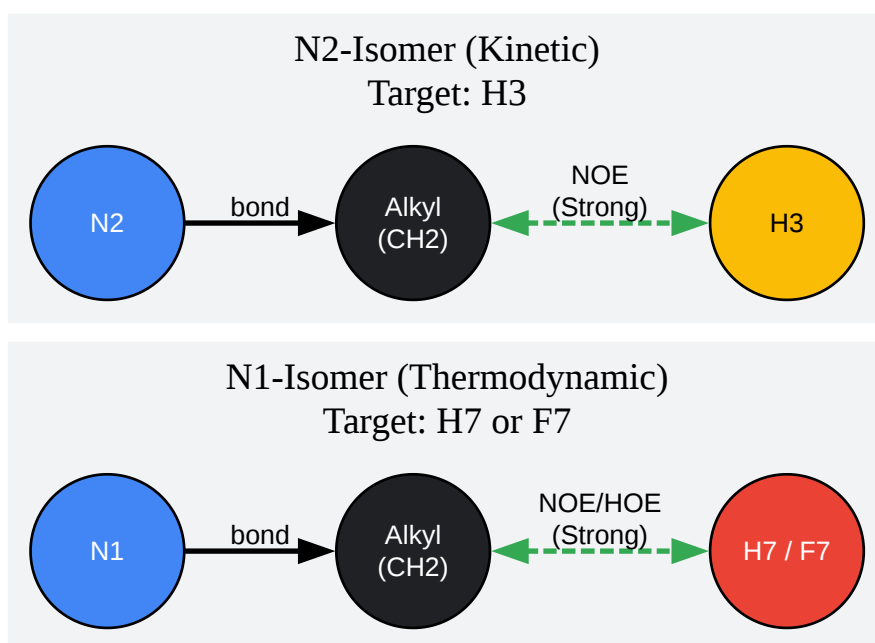 N2-Isomer (Kinetic)
Target: H3
N2
bond
Alkyl
(CH2)
NOE
(Strong)
H3
N1-Isomer (Thermodynamic)
Target: H7 or F7
N1
bond
Alkyl
(CH2)
NOE/HOE
(Strong)
H7 / F7